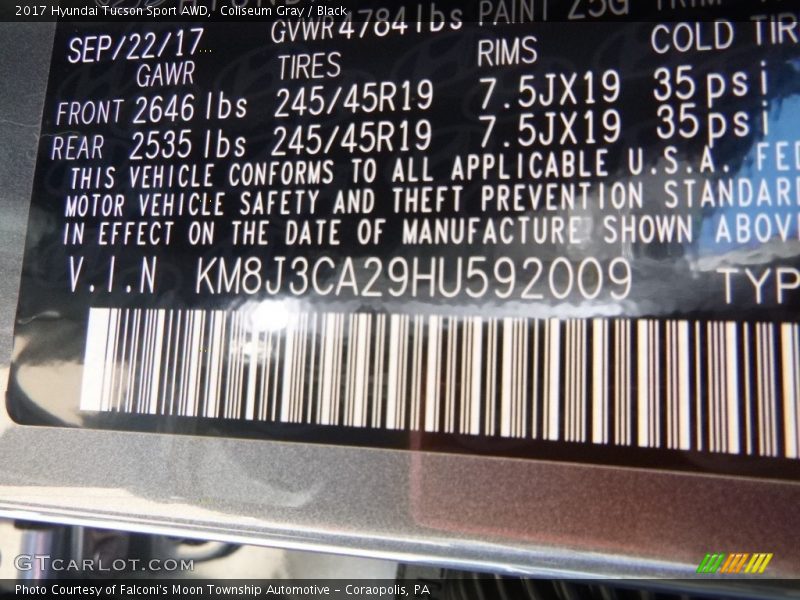 2017 Hyundai Tucson Sport AWD, Coliseum Gray / Black
GVWR 4784 lbs PAINT Z5G TRIM
SEP/22/17
GAWR TIRES RIMS COLD TIR
FRONT 2646 lbs 245/45R19 7.5JX19 35psi
REAR 2535 lbs 245/45R19 7.5JX19 35psi
THIS VEHICLE CONFORMS TO ALL APPLICABLE U.S.A. FED
MOTOR VEHICLE SAFETY AND THEFT PREVENTION STANDAR
IN EFFECT ON THE DATE OF MANUFACTURE SHOWN ABOV
V.I.N KM8J3CA29HU592009 TYP
GTCARLOT.COM
Photo Courtesy of Falconi's Moon Township Automotive – Coraopolis, PA